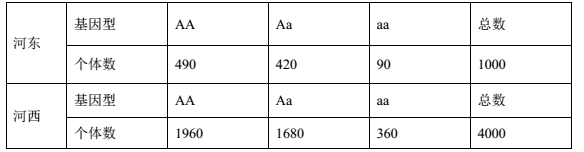 河东
基因型 AA Aa aa 总数
个体数 490 420 90 1000
河西
基因型 AA Aa aa 总数
个体数 1960 1680 360 4000